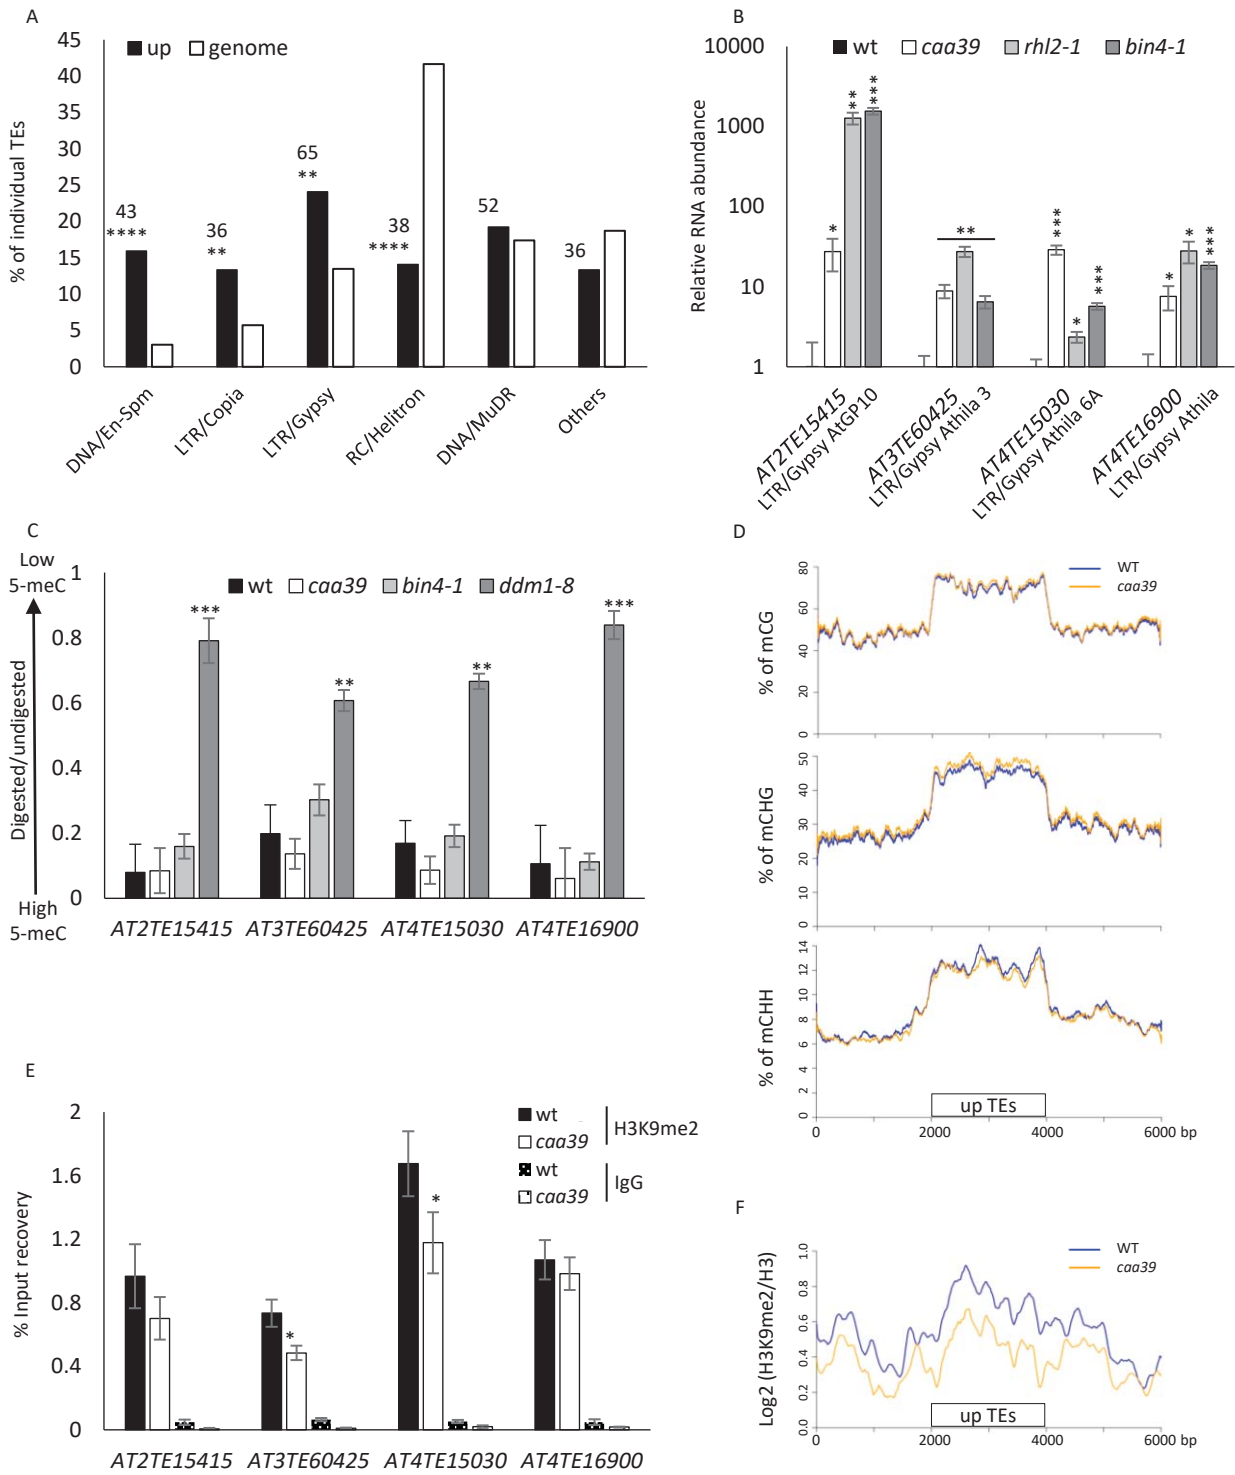 A
45
40
35
30
25
20
15
10
5
0
% of individual TEs
up genome
43
****
36
**
65
**
38
****
52
36
DNA/En-Spm
LTR/Copia
LTR/Gypsy
RC/Helitron
DNA/MuDR
Others
B
10000
1000
100
10
1
Relative RNA abundance
wt caa39 rhl2-1 bin4-1
*
**
***
**
***
*
***
*
*
***
AT2TE15415
LTR/Gypsy AtGP10
AT3TE60425
LTR/Gypsy Athila 3
AT4TE15030
LTR/Gypsy Athila 6A
AT4TE16900
LTR/Gypsy Athila
C
Low
5-meC
Digested/undigested
High
5-meC
1
0.8
0.6
0.4
0.2
0
wt caa39 bin4-1 ddm1-8
***
**
**
***
AT2TE15415 AT3TE60425 AT4TE15030 AT4TE16900
D
% of mCG
80
60
40
20
0
WT
caa39
% of mCHG
50
40
30
20
10
0
% of mCHH
14
12
10
8
6
4
2
0
up TEs
0 2000 4000 6000 bp
E
% Input recovery
2
1.6
1.2
0.8
0.4
0
wt
caa39
H3K9me2
wt
caa39
IgG
*
*
AT2TE15415 AT3TE60425 AT4TE15030 AT4TE16900
F
Log2 (H3K9me2/H3)
1.0
0.8
0.6
0.4
0.2
0.0
WT
caa39
up TEs
0 2000 4000 6000 bp